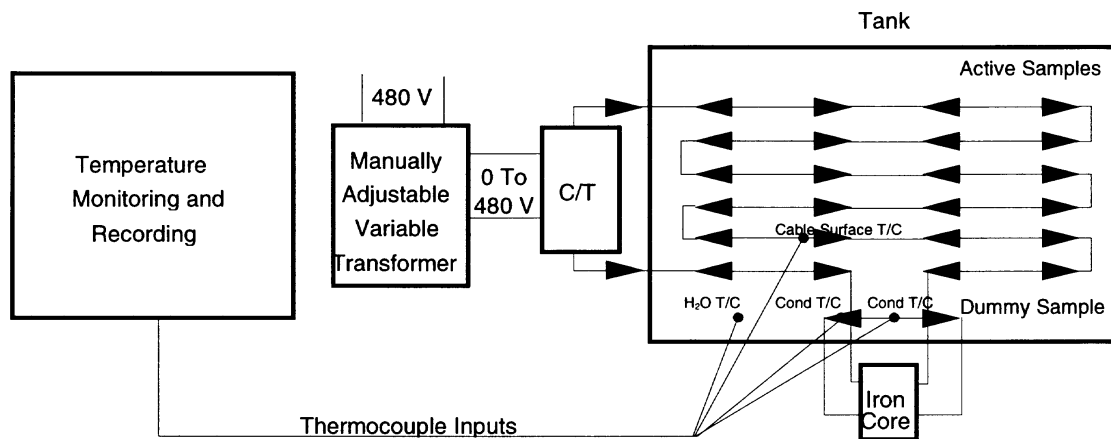 Tank
Active Samples
480 V
Temperature
Monitoring and
Recording
Manually
Adjustable
Variable
Transformer
0 To
480 V
C/T
Cable Surface T/C
H₂O T/C
Cond T/C
Cond T/C
Dummy Sample
Iron
Core
Thermocouple Inputs